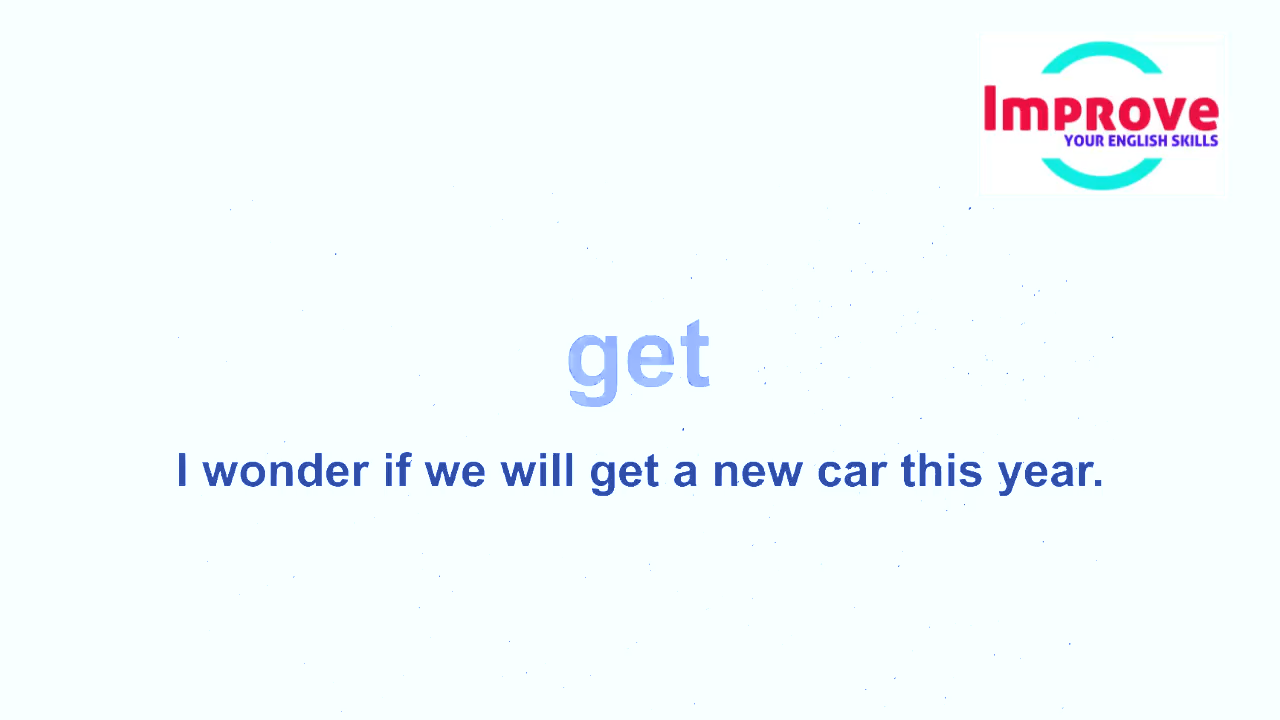 Improve
YOUR ENGLISH SKILLS
get
I wonder if we will get a new car this year.